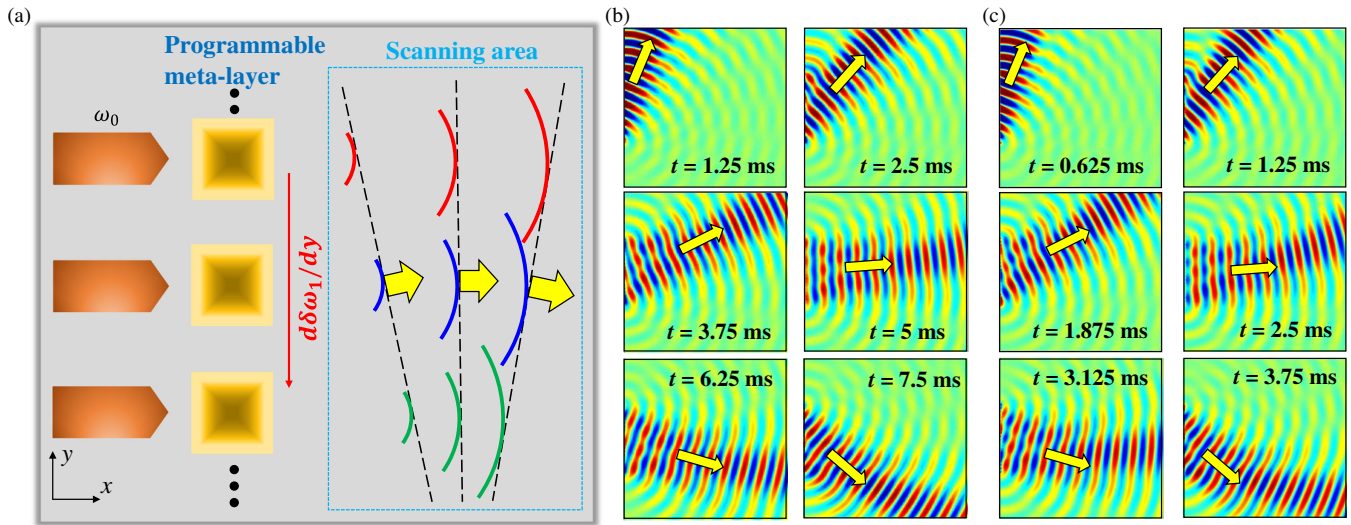 (a)
Programmable
meta-layer
Scanning area
ω₀
dδω₁/dy
y
x
(b)
t = 1.25 ms
t = 2.5 ms
t = 3.75 ms
t = 5 ms
t = 6.25 ms
t = 7.5 ms
(c)
t = 0.625 ms
t = 1.25 ms
t = 1.875 ms
t = 2.5 ms
t = 3.125 ms
t = 3.75 ms